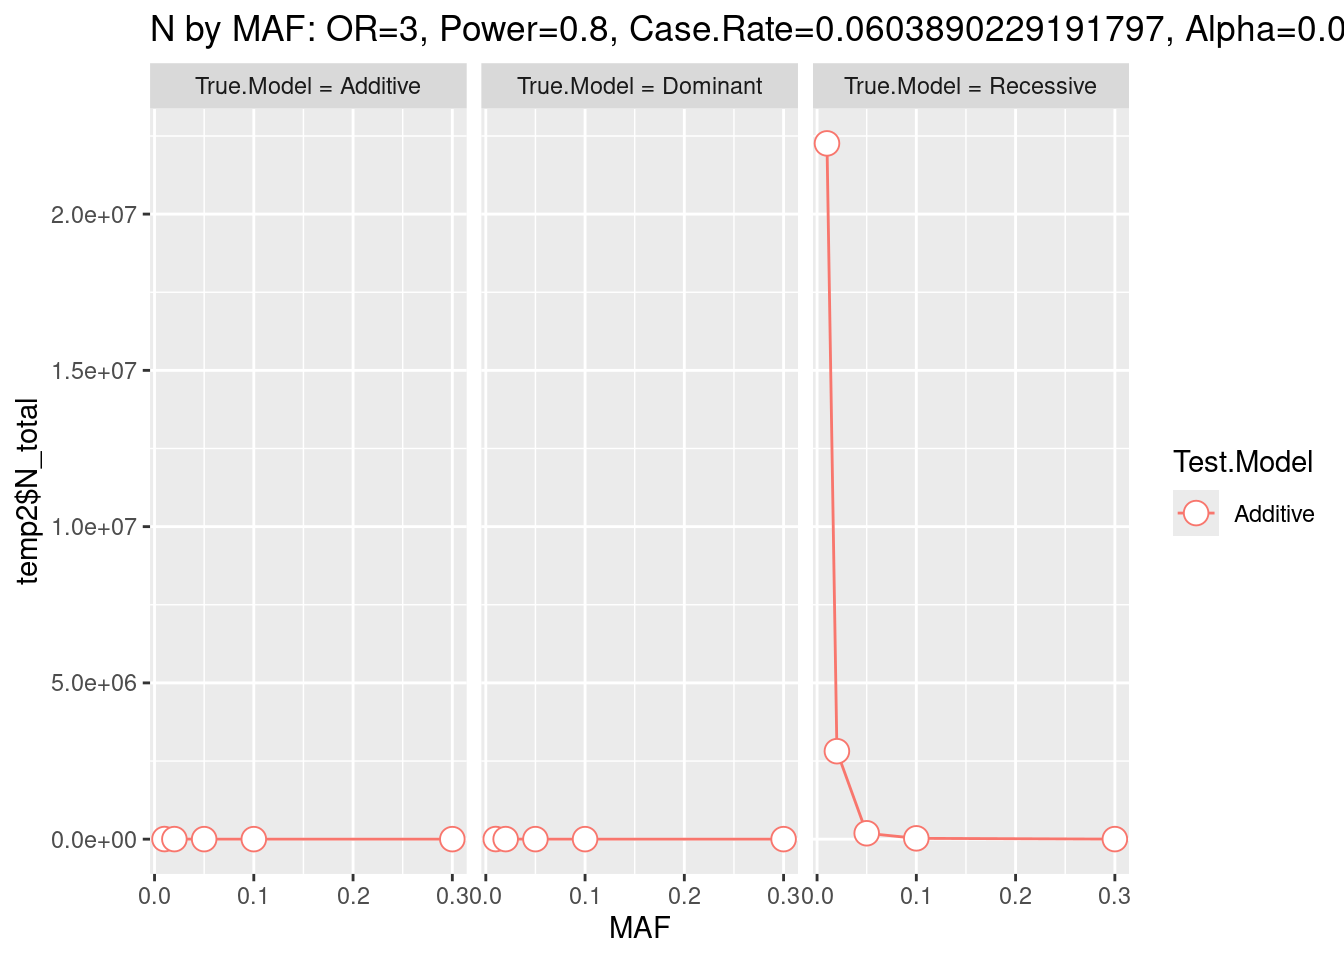 N by MAF: OR=3, Power=0.8, Case.Rate=0.0603890229191797, Alpha=0.0
True.Model = Additive
True.Model = Dominant
True.Model = Recessive
temp2$N_total
2.0e+07
1.5e+07
1.0e+07
5.0e+06
0.0e+00
0.0 0.1 0.2 0.3
0.0 0.1 0.2 0.3
0.0 0.1 0.2 0.3
MAF
Test.Model
Additive